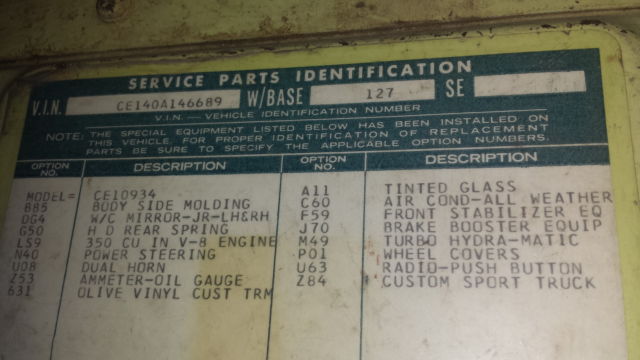 SERVICE PARTS IDENTIFICATION
V.I.N. CE140A146689 W/BASE 127 SE
V.I.N. — VEHICLE IDENTIFICATION NUMBER
NOTE: THE SPECIAL EQUIPMENT LISTED BELOW HAS BEEN INSTALLED ON
THIS VEHICLE. FOR PROPER IDENTIFICATION OF REPLACEMENT
PARTS BE SURE TO SPECIFY THE APPLICABLE OPTION NUMBERS.
OPTION NO. DESCRIPTION OPTION NO. DESCRIPTION
MODEL= CE10934 A11 TINTED GLASS
B85 BODY SIDE MOLDING C60 AIR COND-ALL WEATHER
DG4 W/C MIRROR-JR-LH&RH F59 FRONT STABILIZER EQ
G50 H D REAR SPRING J70 BRAKE BOOSTER EQUIP
LS9 350 CU IN V-8 ENGINE M49 TURBO HYDRA-MATIC
N40 POWER STEERING P01 WHEEL COVERS
U08 DUAL HORN U63 RADIO-PUSH BUTTON
Z53 AMMETER-OIL GAUGE Z84 CUSTOM SPORT TRUCK
631 OLIVE VINYL CUST TRM